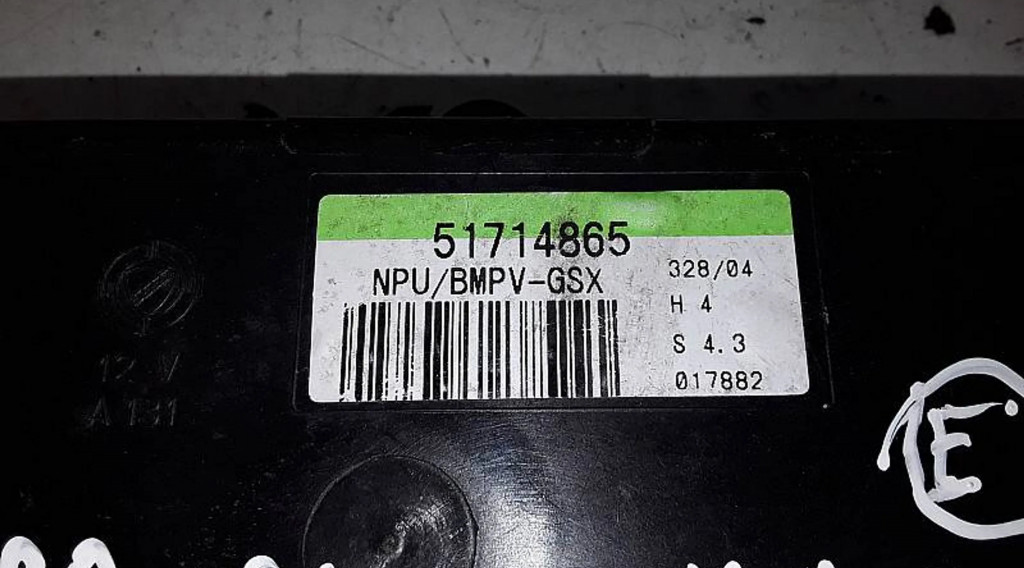 51714865
NPU/BMPV-GSX
328/04
H 4
S 4.3
017882
12 V
A 131
E